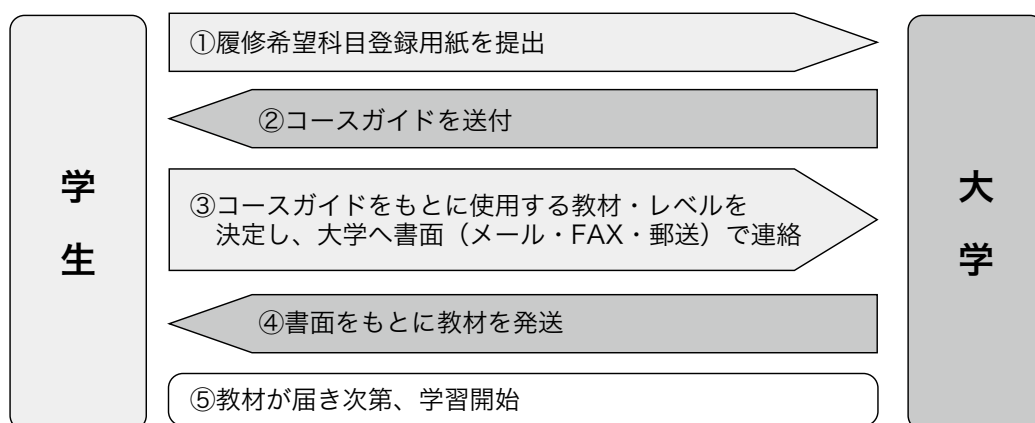 学生
①履修希望科目登録用紙を提出
②コースガイドを送付
③コースガイドをもとに使用する教材・レベルを
決定し、大学へ書面（メール・FAX・郵送）で連絡
④書面をもとに教材を発送
⑤教材が届き次第、学習開始
大学